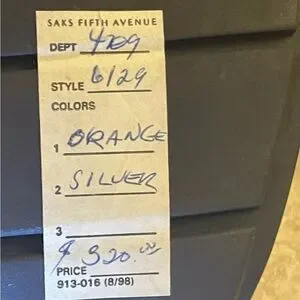 SAKS FIFTH AVENUE
DEPT 4709
STYLE 6129
COLORS
1 ORANGE
2 SILVER
3
PRICE $ 320.00
913-016 (8/98)